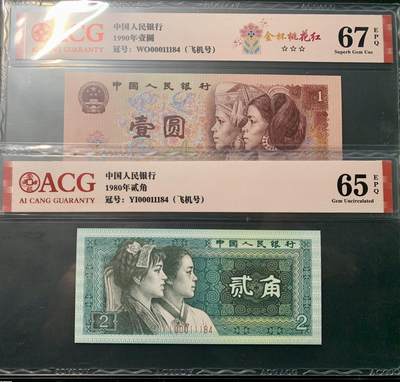 ACG
AI CANG GUARANTY
中国人民银行
1990年壹圆
冠号：WO00011184（飞机号）
金杯桃花红
☆☆☆
67 EPQ
Superb Gem Unc
中国人民银行
壹圆
1
ACG
AI CANG GUARANTY
中国人民银行
1980年贰角
冠号：YI00011184（飞机号）
65 EPQ
Gem Uncirculated
中国人民银行
贰角
00011184
2
2